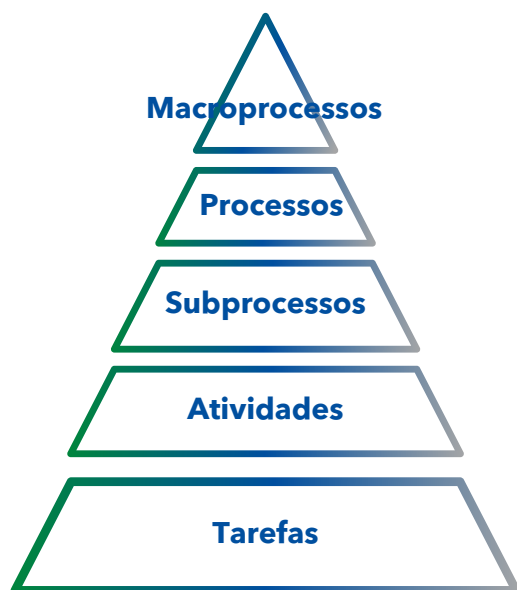 Macroprocessos
Processos
Subprocessos
Atividades
Tarefas